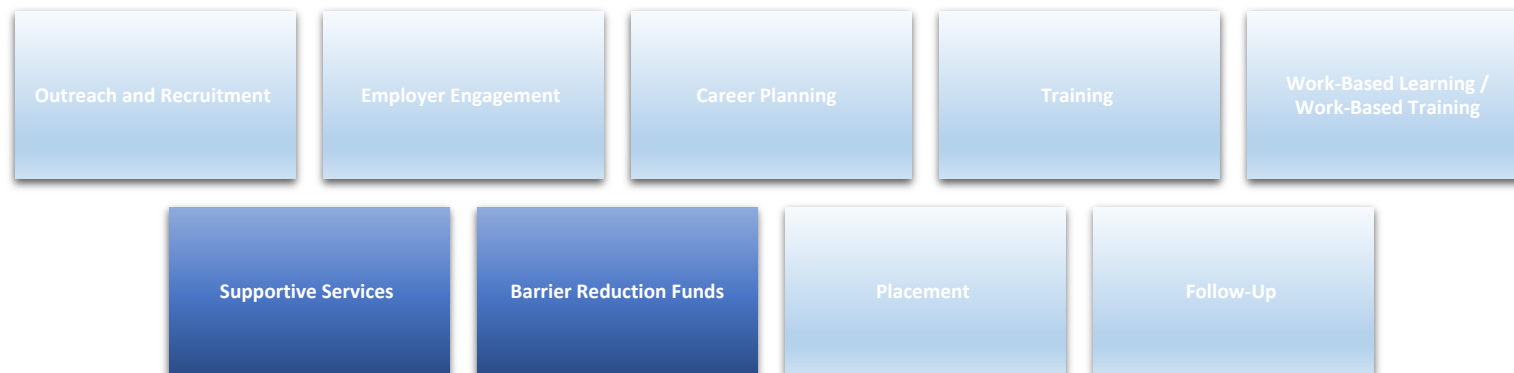 Outreach and Recruitment
Employer Engagement
Career Planning
Training
Work-Based Learning /
Work-Based Training
Supportive Services
Barrier Reduction Funds
Placement
Follow-Up